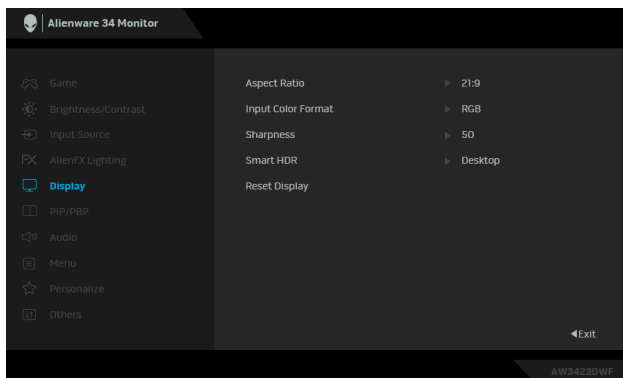 Alienware 34 Monitor
Game
Aspect Ratio 21:9
Brightness/Contrast
Input Color Format RGB
Input Source
Sharpness 50
FX AlienFX Lighting
Smart HDR Desktop
Display
Reset Display
PIP/PBP
Audio
Menu
Personalize
Others
Exit
AW3423DWF